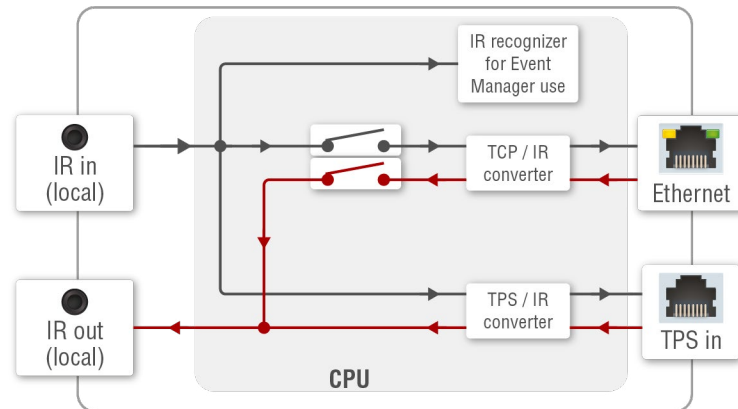 IR recognizer
for Event
Manager use
IR in
(local)
TCP / IR
converter
Ethernet
IR out
(local)
TPS / IR
converter
TPS in
CPU